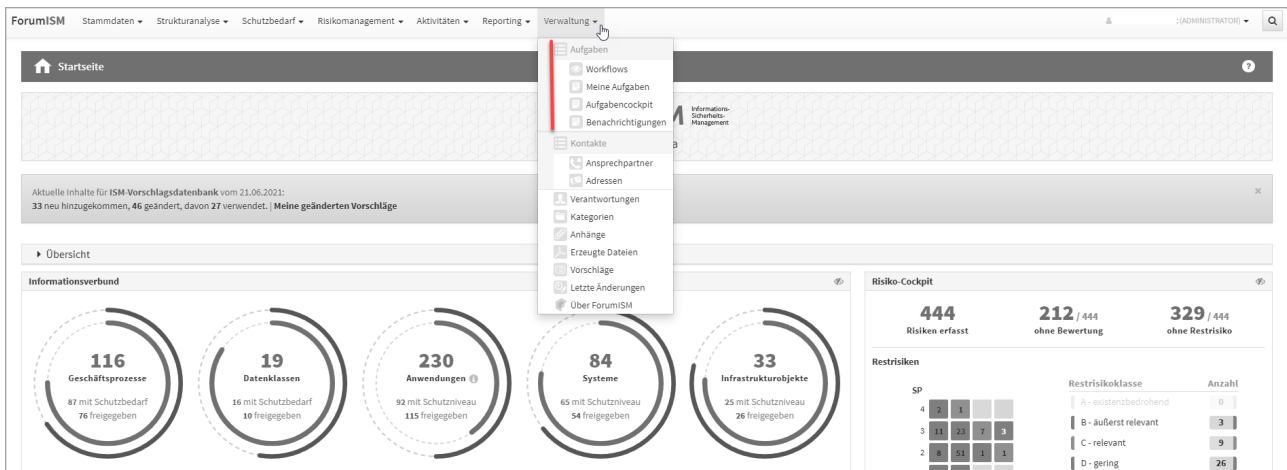 ForumISM Stammdaten Strukturanalyse Schutzbedarf Risikomanagement Aktivitäten Reporting Verwaltung (ADMINISTRATOR)
Startseite
Aufgaben
Workflows
Meine Aufgaben
Aufgabencockpit
Benachrichtigungen
Kontakte
Ansprechpartner
Adressen
Verantwortungen
Kategorien
Anhänge
Erzeugte Dateien
Vorschläge
Letzte Änderungen
Über ForumISM
M
Informations-
Sicherheits-
Management
a
Aktuelle Inhalte für ISM-Vorschlagsdatenbank vom 21.06.2021:
33 neu hinzugekommen, 46 geändert, davon 27 verwendet. | Meine geänderten Vorschläge
Übersicht
Informationsverbund
116
Geschäftsprozesse
87 mit Schutzbedarf
76 freigegeben
19
Datenklassen
16 mit Schutzbedarf
10 freigegeben
230
Anwendungen
92 mit Schutzniveau
115 freigegeben
84
Systeme
65 mit Schutzniveau
54 freigegeben
33
Infrastrukturobjekte
25 mit Schutzniveau
26 freigegeben
Risiko-Cockpit
444
Risiken erfasst
212 / 444
ohne Bewertung
329 / 444
ohne Restrisiko
Restrisiken
SP
4 2 1
3 11 23 7 3
2 8 51 1 1
Restrisikoklasse Anzahl
A - existenzbedrohend 0
B - äußerst relevant 3
C - relevant 9
D - gering 26